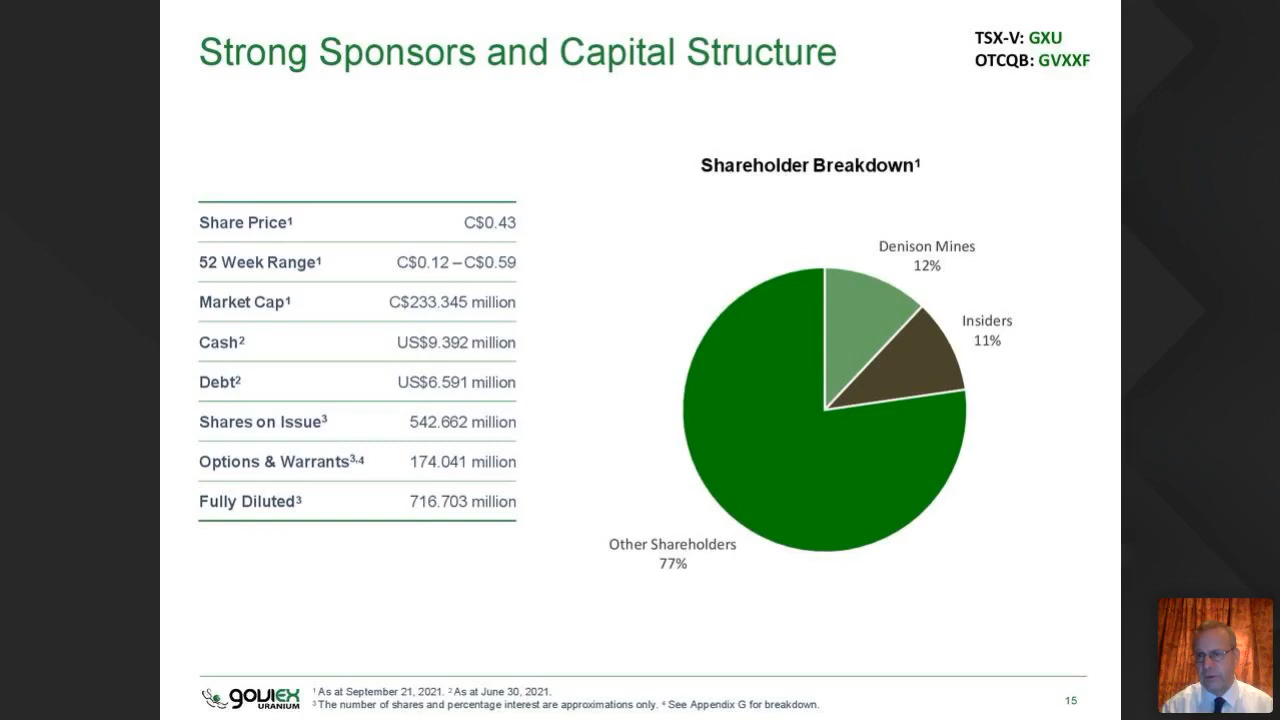 Strong Sponsors and Capital Structure
TSX-V: GXU
OTCQB: GVXXF
Shareholder Breakdown¹
Share Price¹ C$0.43
52 Week Range¹ C$0.12 – C$0.59
Market Cap¹ C$233.345 million
Cash² US$9.392 million
Debt² US$6.591 million
Shares on Issue³ 542.662 million
Options & Warrants³,⁴ 174.041 million
Fully Diluted³ 716.703 million
Denison Mines
12%
Insiders
11%
Other Shareholders
77%
goviex
URANIUM
¹ As at September 21, 2021. ² As at June 30, 2021.
³ The number of shares and percentage interest are approximations only. ⁴ See Appendix G for breakdown.
15